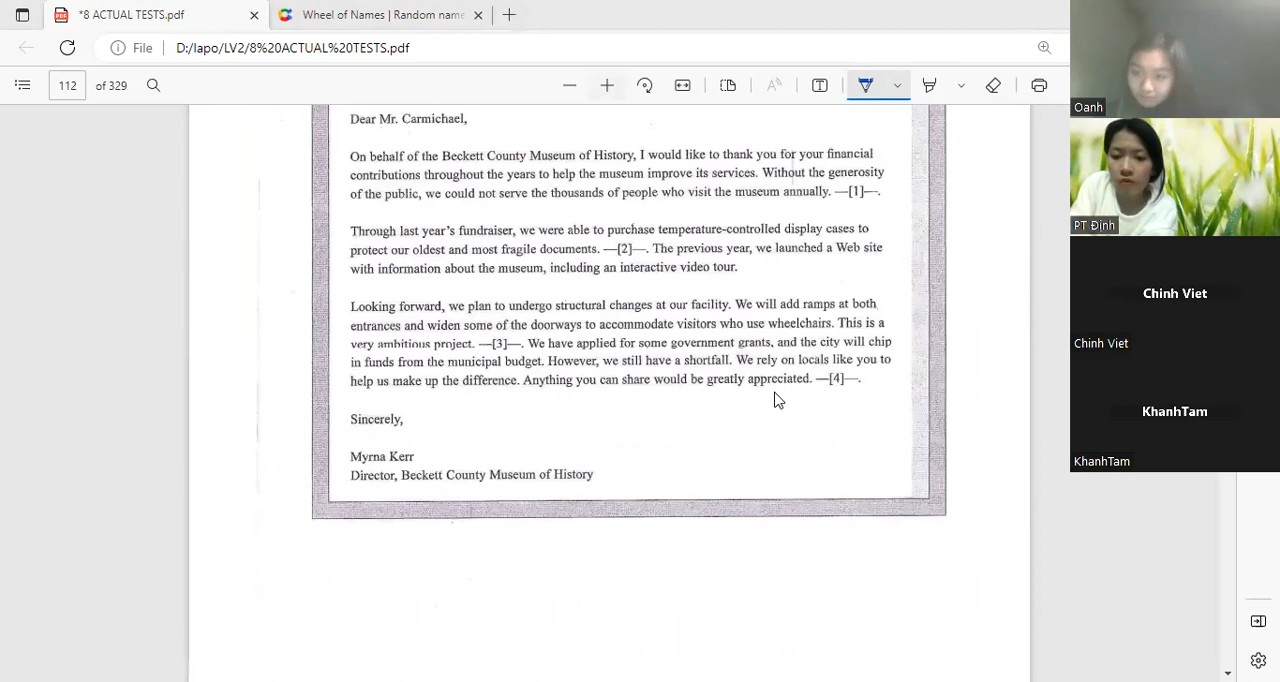 *8 ACTUAL TESTS.pdf
Wheel of Names | Random name
File
D:/lapo/LV2/8%20ACTUAL%20TESTS.pdf
112 of 329
Dear Mr. Carmichael,
On behalf of the Beckett County Museum of History, I would like to thank you for your financial
contributions throughout the years to help the museum improve its services. Without the generosity
of the public, we could not serve the thousands of people who visit the museum annually. —[1]—.
Through last year's fundraiser, we were able to purchase temperature-controlled display cases to
protect our oldest and most fragile documents. —[2]—. The previous year, we launched a Web site
with information about the museum, including an interactive video tour.
Looking forward, we plan to undergo structural changes at our facility. We will add ramps at both
entrances and widen some of the doorways to accommodate visitors who use wheelchairs. This is a
very ambitious project. —[3]—. We have applied for some government grants, and the city will chip
in funds from the municipal budget. However, we still have a shortfall. We rely on locals like you to
help us make up the difference. Anything you can share would be greatly appreciated. —[4]—.
Sincerely,
Myrna Kerr
Director, Beckett County Museum of History
Oanh
PT Định
Chinh Viet
Chinh Viet
KhanhTam
KhanhTam